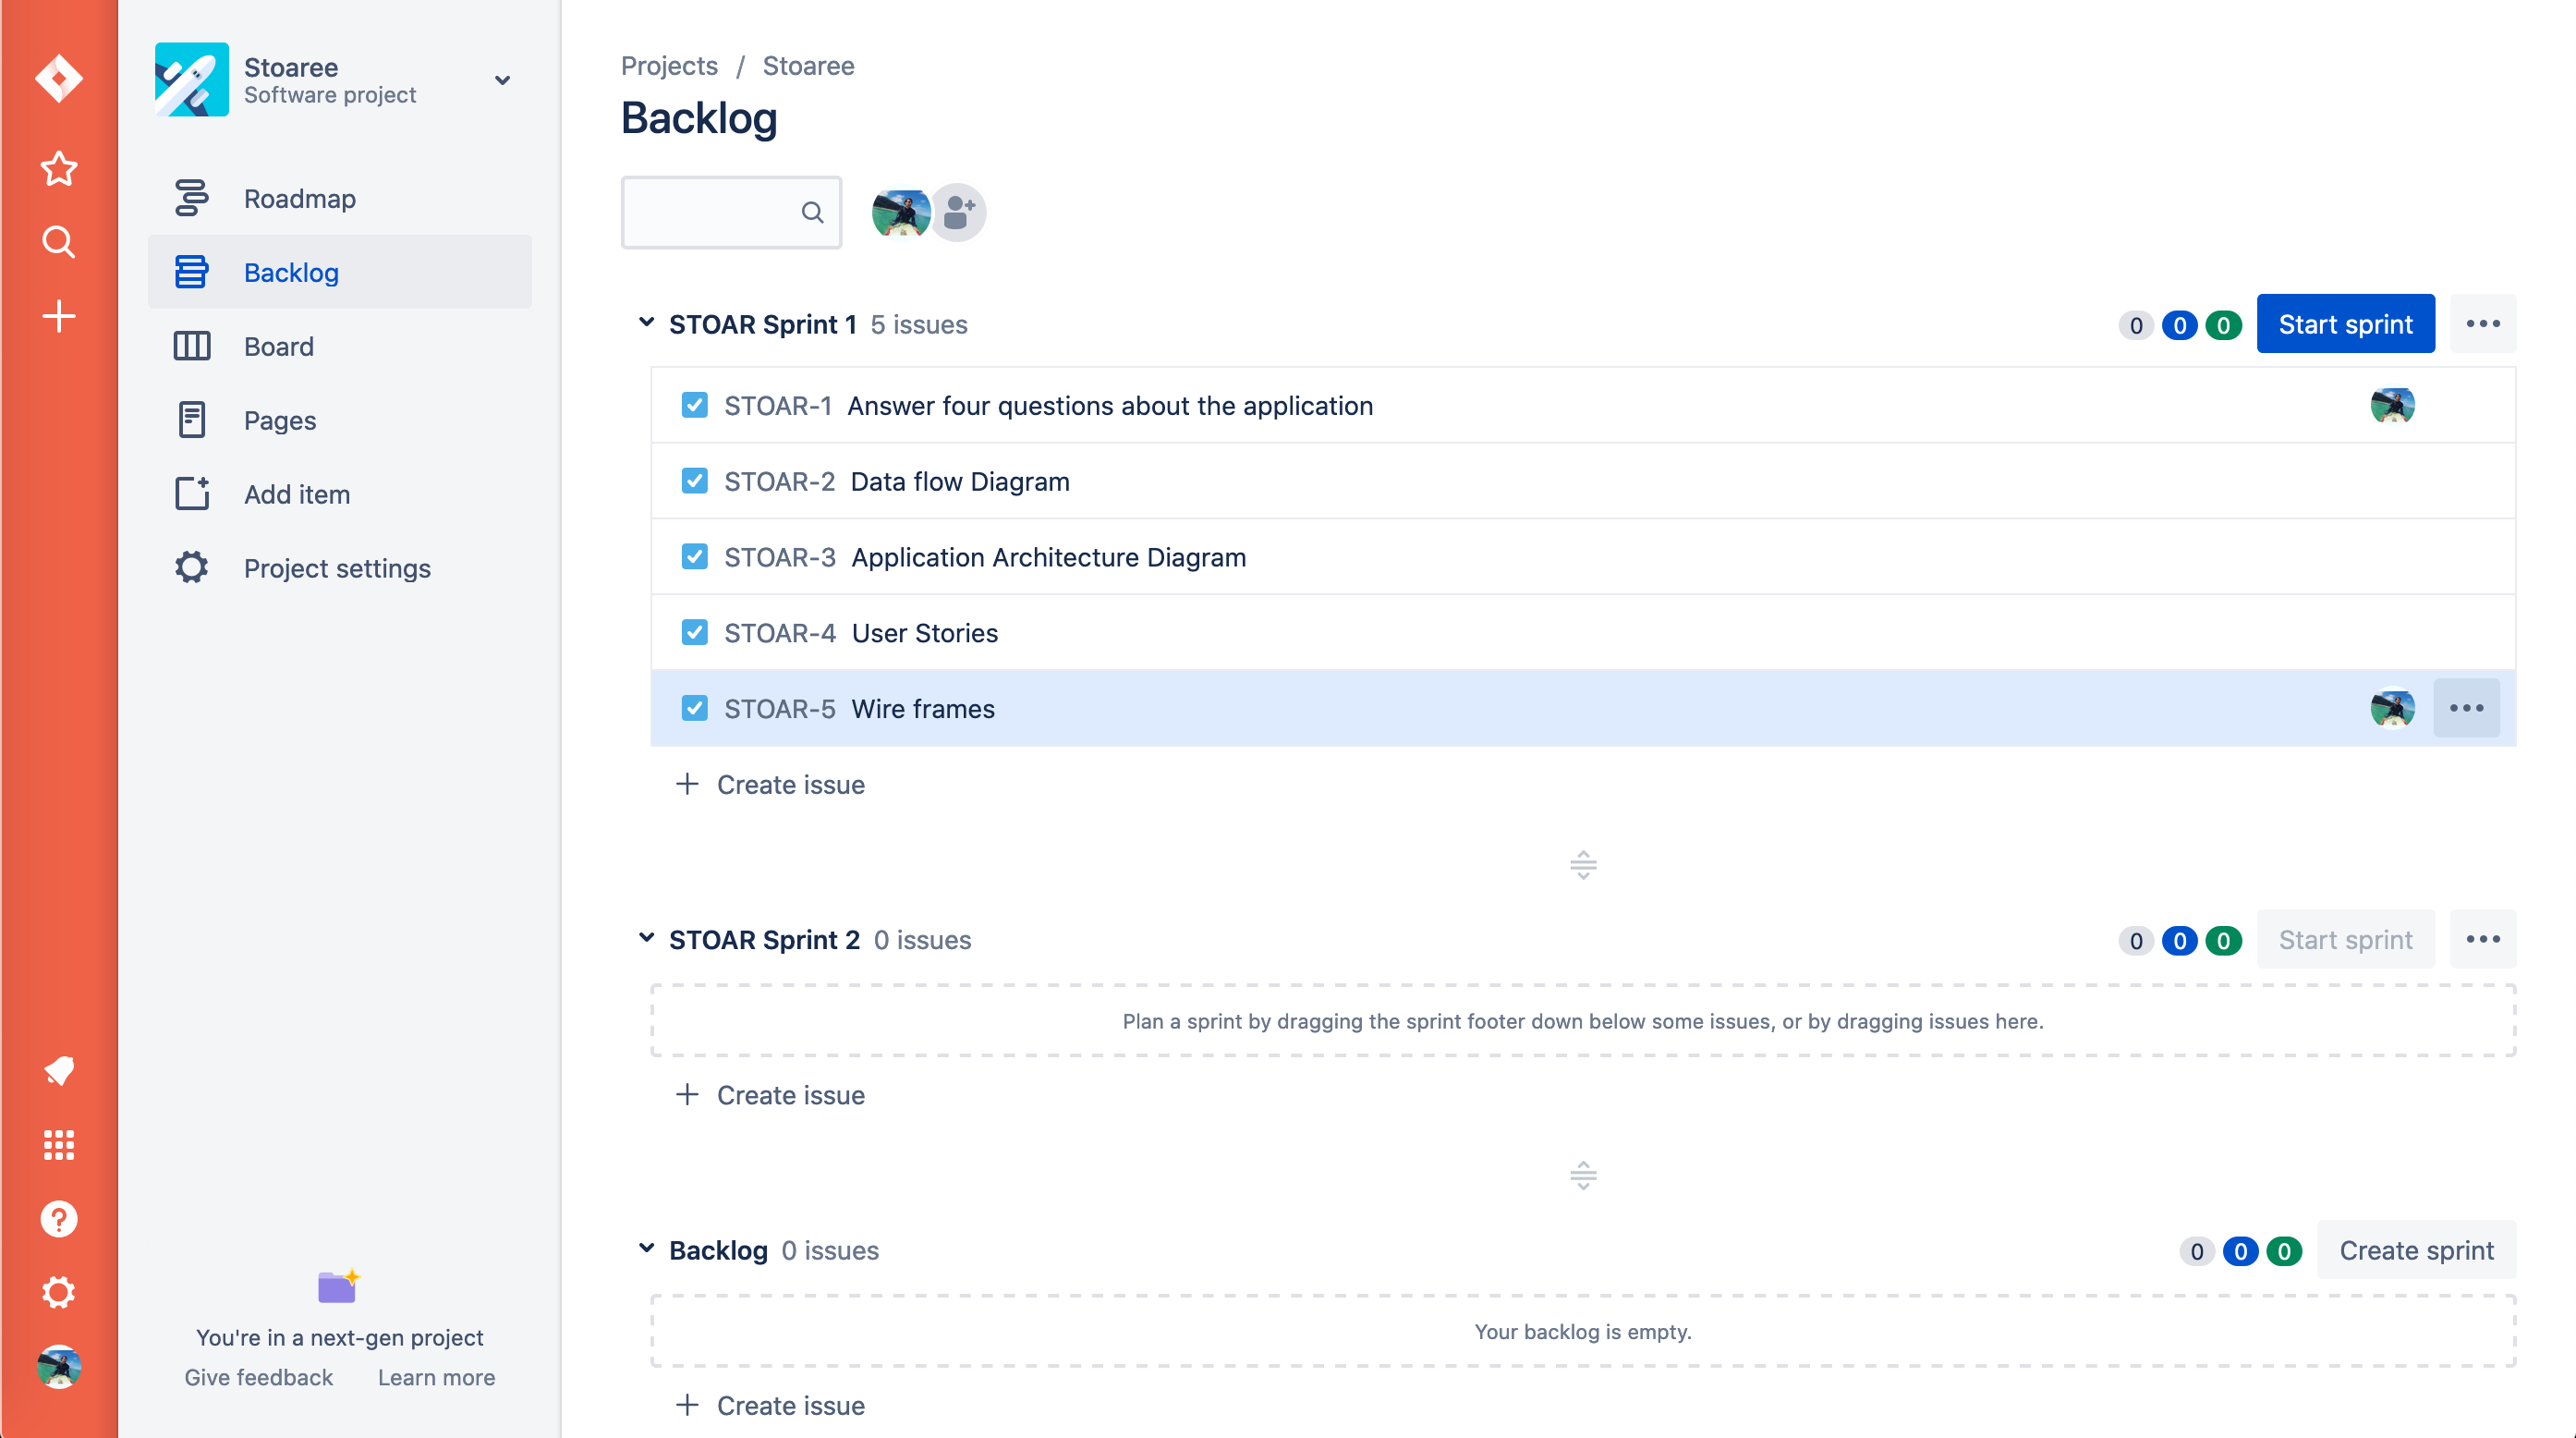 Stoaree
Software project
Roadmap
Backlog
Board
Pages
Add item
Project settings
You're in a next-gen project
Give feedback Learn more
Projects / Stoaree
Backlog
STOAR Sprint 1 5 issues 0 0 0 Start sprint
STOAR-1 Answer four questions about the application
STOAR-2 Data flow Diagram
STOAR-3 Application Architecture Diagram
STOAR-4 User Stories
STOAR-5 Wire frames
Create issue
STOAR Sprint 2 0 issues 0 0 0 Start sprint
Plan a sprint by dragging the sprint footer down below some issues, or by dragging issues here.
Create issue
Backlog 0 issues 0 0 0 Create sprint
Your backlog is empty.
Create issue